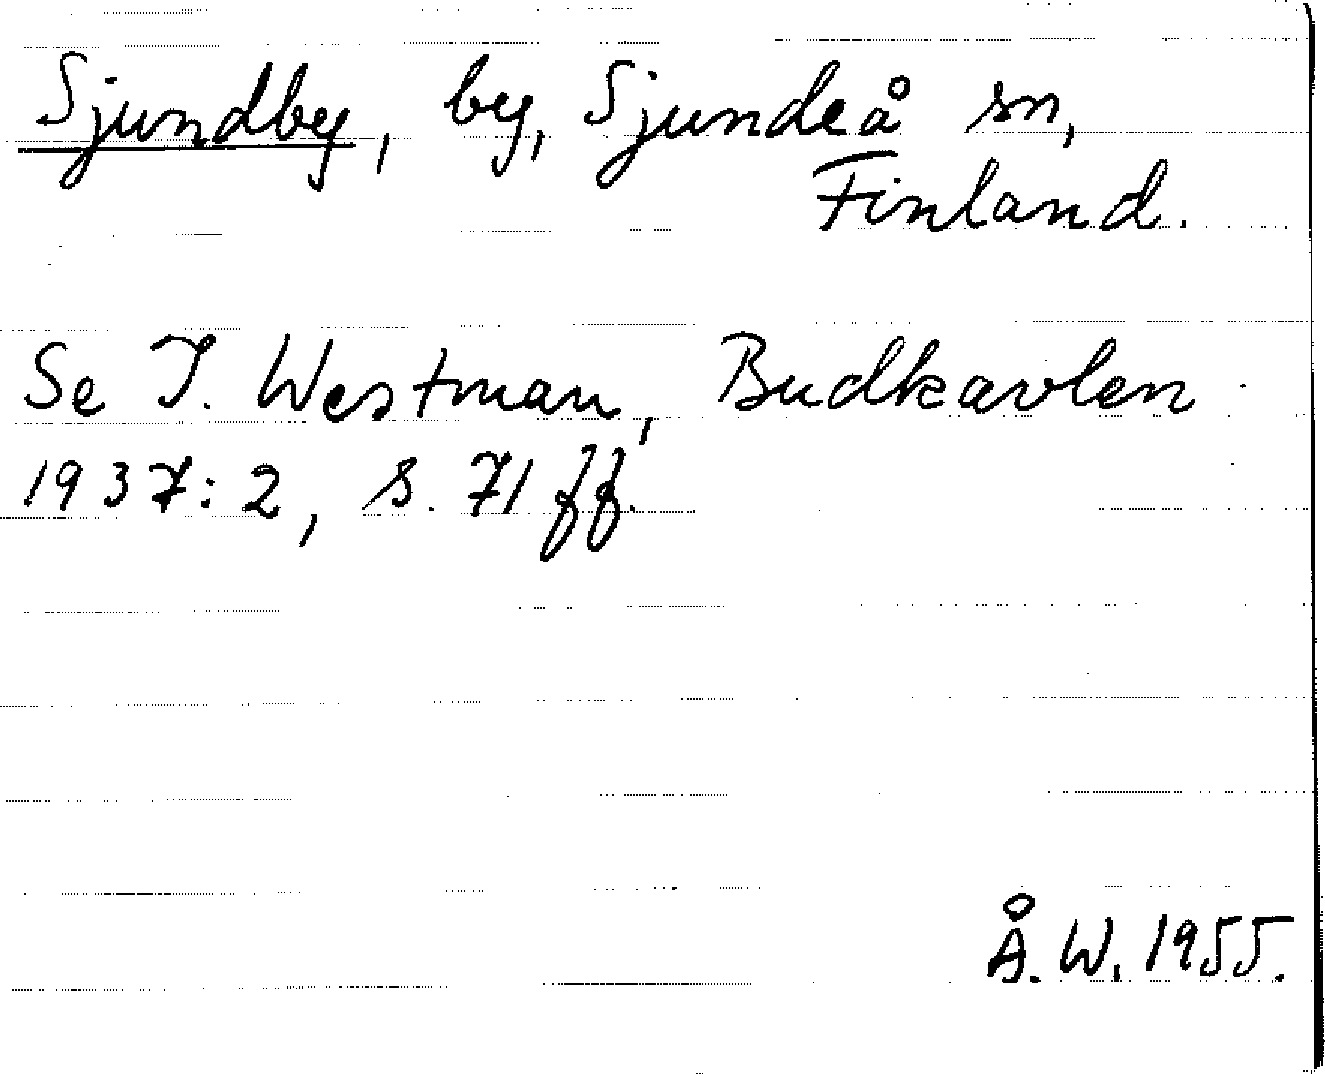 Sjundby, by, Sjundeå sn,
Finland.
Se I. Westman, Budkavlen
1937:2, s. 71 ff.
Å. W. 1955.